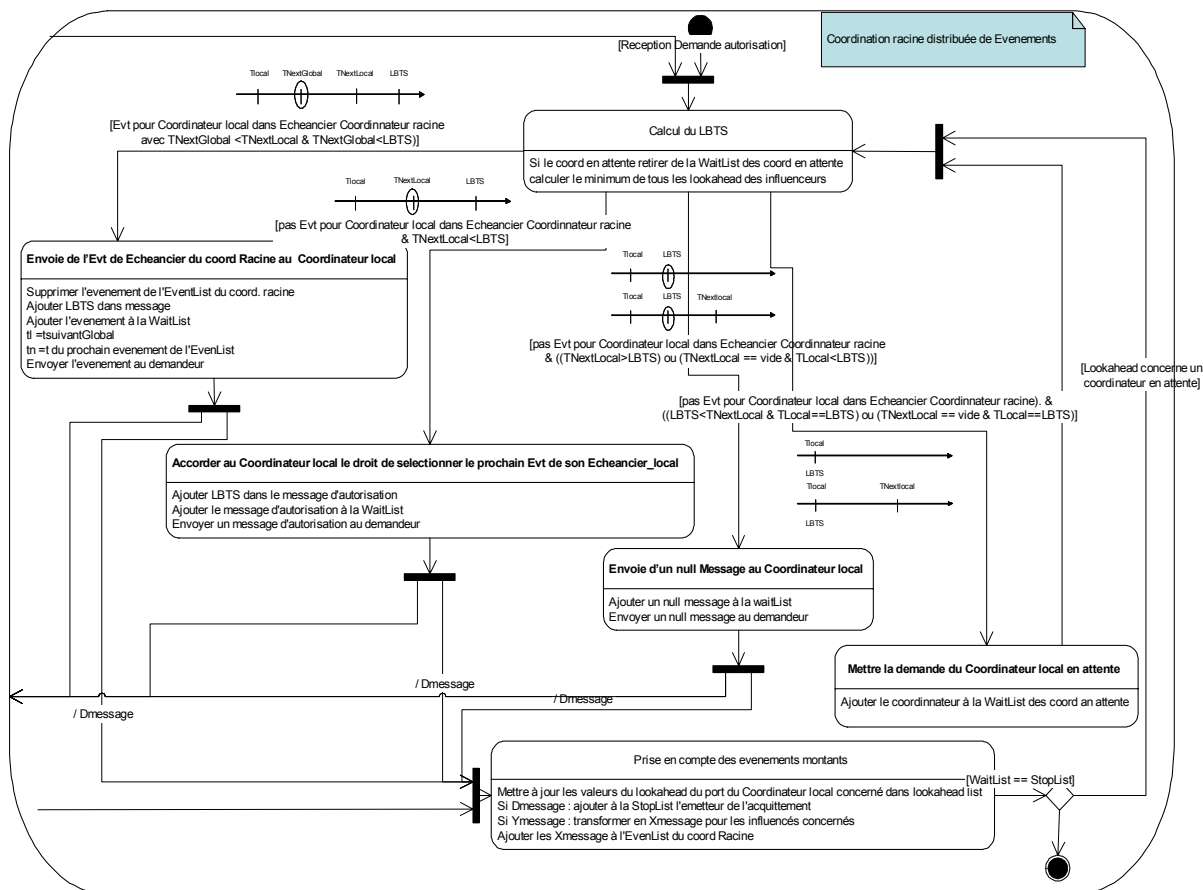 Coordination racine distribuée de Evenements
[Reception Demande autorisation]
Tlocal TNextGlobal TNextLocal LBTS
[Evt pour Coordinateur local dans Echeancier Coordinnateur racine
avec TNextGlobal <TNextLocal & TNextGlobal<LBTS)]
Calcul du LBTS
Si le coord en attente retirer de la WaitList des coord en attente
calculer le minimum de tous les lookahead des influenceurs
Tlocal TNextLocal LBTS
[pas Evt pour Coordinateur local dans Echeancier Coordinnateur racine
& TNextLocal<LBTS]
Envoie de l'Evt de Echeancier du coord Racine au Coordinateur local
Supprimer l'evenement de l'EventList du coord. racine
Ajouter LBTS dans message
Ajouter l'evenement à la WaitList
tl =tsuivantGlobal
tn =t du prochain evenement de l'EvenList
Envoyer l'evenement au demandeur
Tlocal LBTS
Tlocal LBTS TNextlocal
[pas Evt pour Coordinateur local dans Echeancier Coordinnateur racine
& ((TNextLocal>LBTS) ou (TNextLocal == vide & TLocal<LBTS))]
[Lookahead concerne un
coordinateur en attente]
[pas Evt pour Coordinateur local dans Echeancier Coordinnateur racine). &
((LBTS<TNextLocal & TLocal==LBTS) ou (TNextLocal == vide & TLocal==LBTS)]
Tlocal
LBTS
Tlocal TNextlocal
LBTS
Accorder au Coordinateur local le droit de selectionner le prochain Evt de son Echeancier_local
Ajouter LBTS dans le message d'autorisation
Ajouter le message d'autorisation à la WaitList
Envoyer un message d'autorisation au demandeur
Envoie d'un null Message au Coordinateur local
Ajouter un null message à la waitList
Envoyer un null message au demandeur
Mettre la demande du Coordinateur local en attente
Ajouter le coordinnateur à la WaitList des coord an attente
/ Dmessage
/ Dmessage
/ Dmessage
Prise en compte des evenements montants
Mettre à jour les valeurs du lookahead du port du Coordinateur local concerné dans lookahead list
Si Dmessage : ajouter à la StopList l'emetteur de l'acquittement
Si Ymessage : transformer en Xmessage pour les influencés concernés
Ajouter les Xmessage à l'EvenList du coord Racine
[WaitList == StopList]